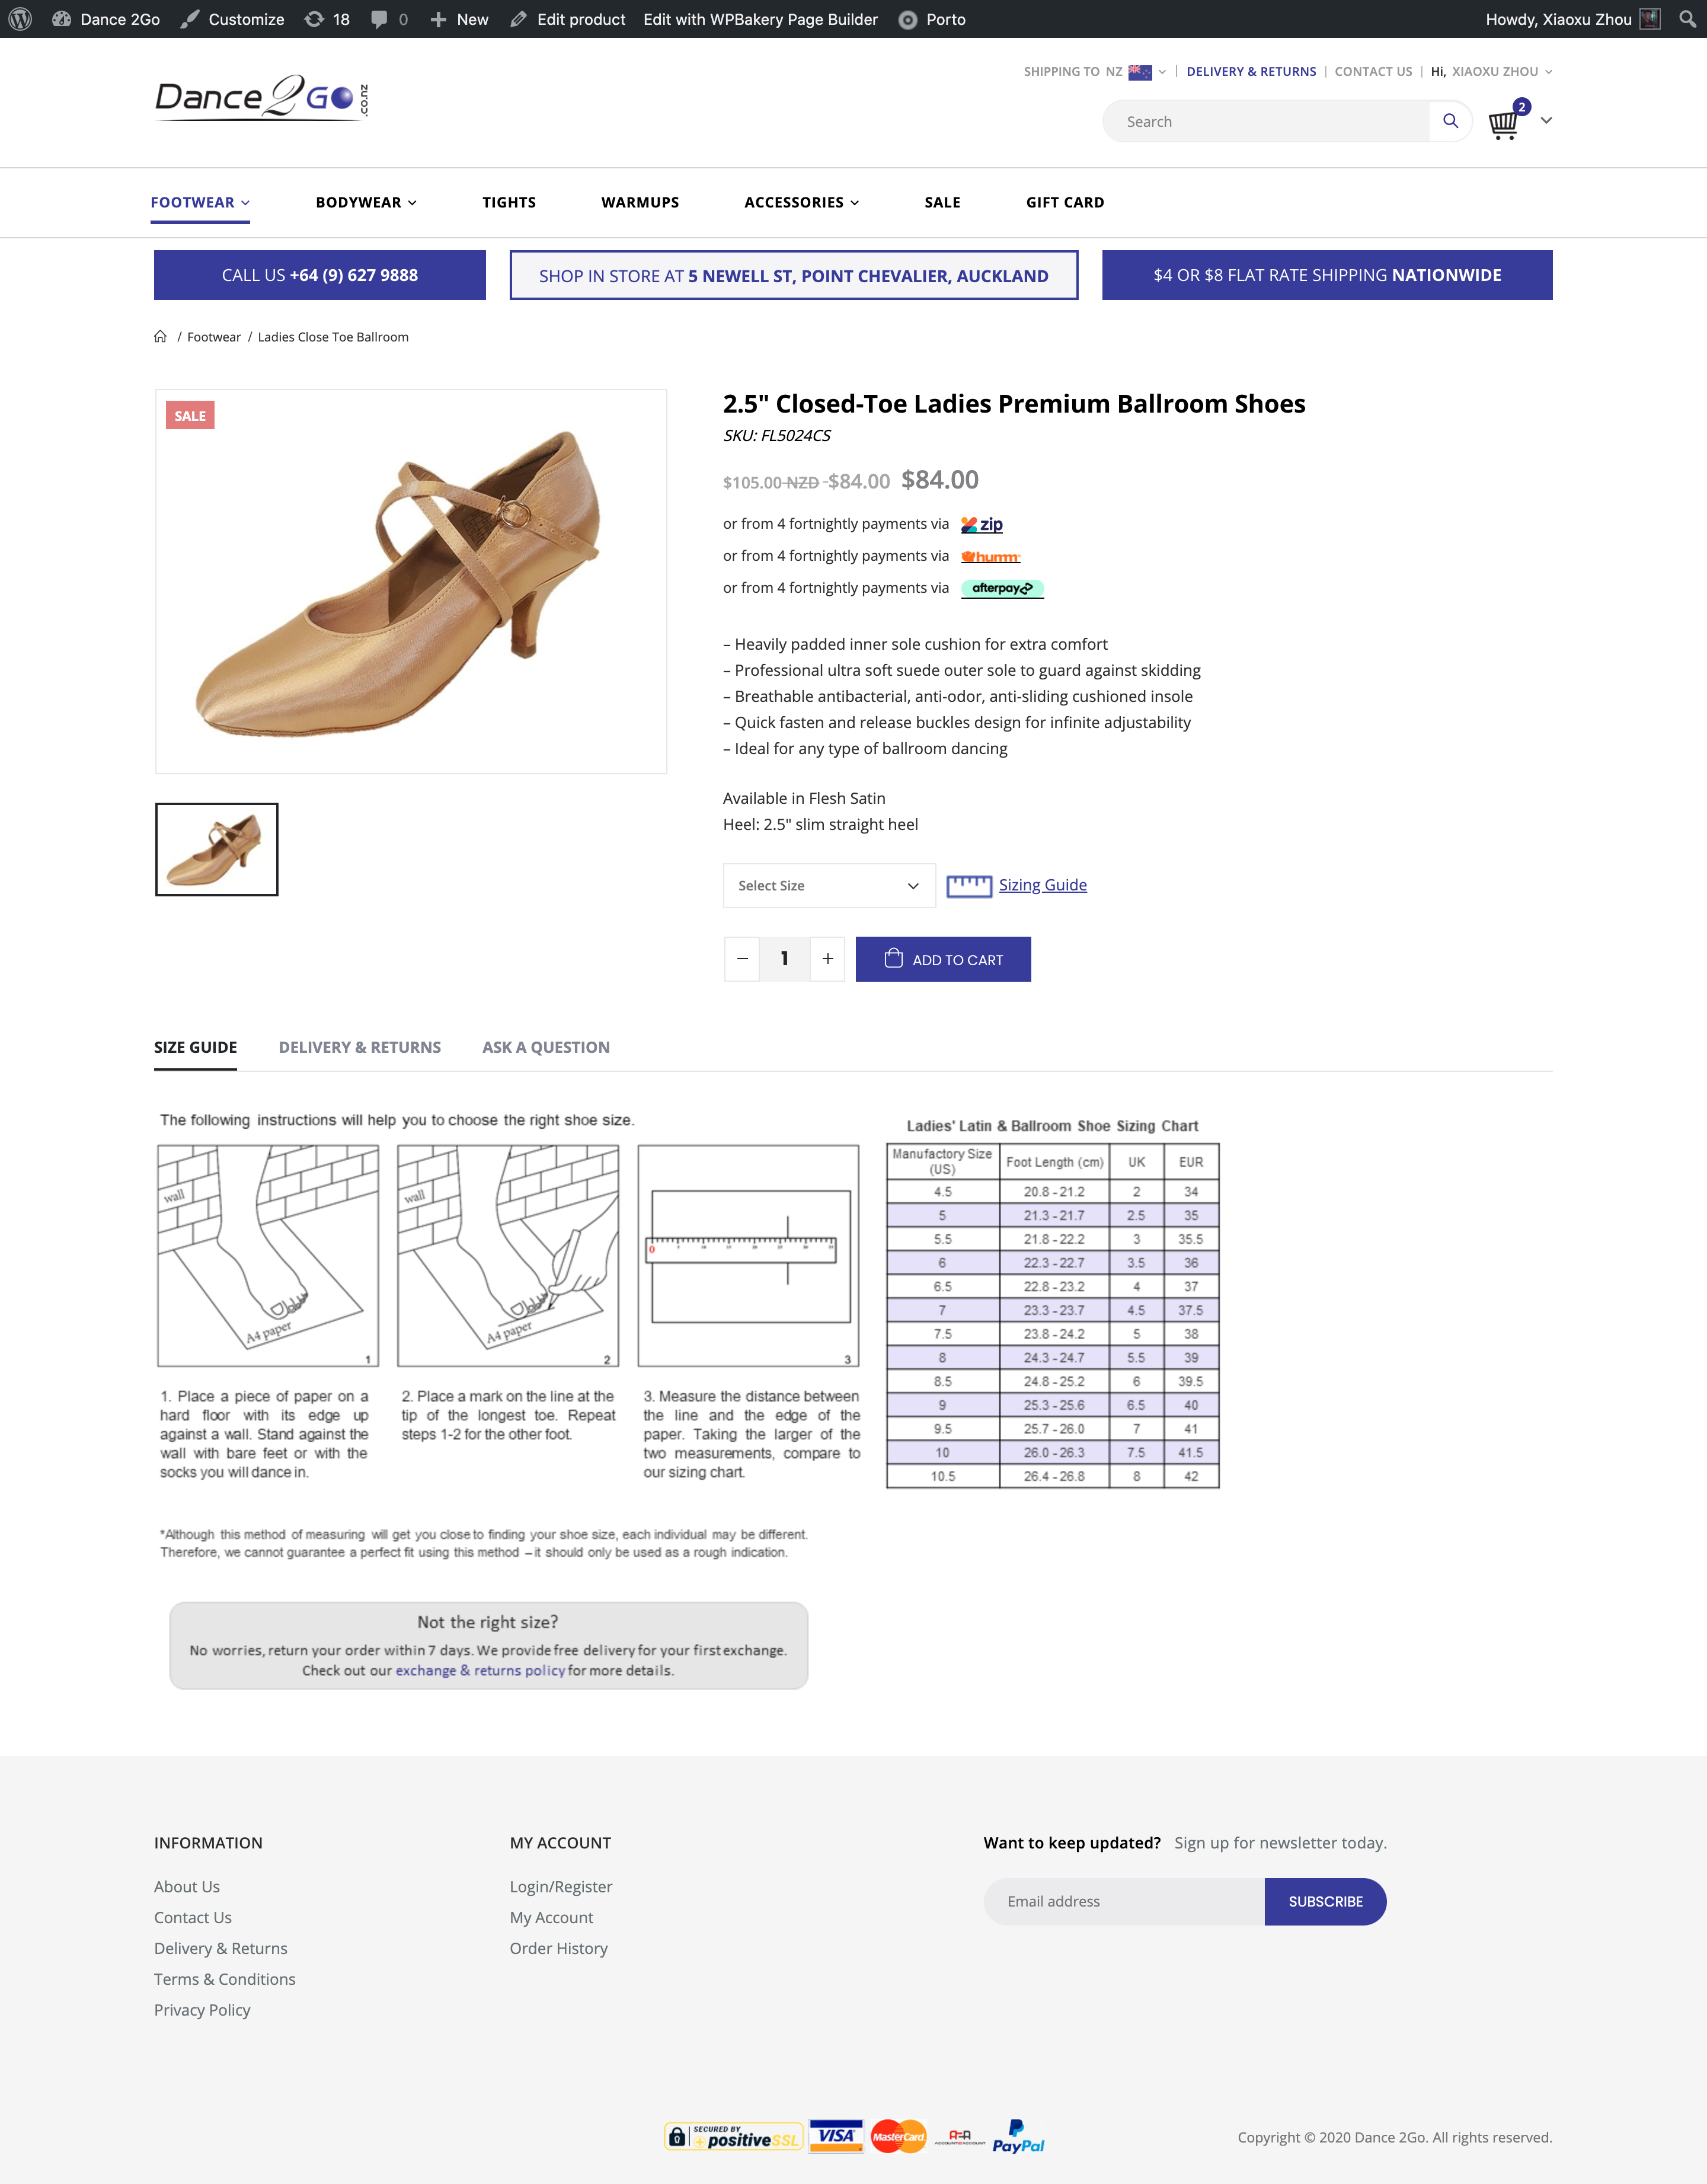 Dance 2Go Customize 18 0 New Edit product Edit with WPBakery Page Builder Porto Howdy, Xiaoxu Zhou
SHIPPING TO NZ | DELIVERY & RETURNS | CONTACT US | Hi, XIAOXU ZHOU
Dance2Go.co.nz
Search
2
FOOTWEAR BODYWEAR TIGHTS WARMUPS ACCESSORIES SALE GIFT CARD
CALL US +64 (9) 627 9888
SHOP IN STORE AT 5 NEWELL ST, POINT CHEVALIER, AUCKLAND
$4 OR $8 FLAT RATE SHIPPING NATIONWIDE
/ Footwear / Ladies Close Toe Ballroom
SALE
2.5" Closed-Toe Ladies Premium Ballroom Shoes
SKU: FL5024CS
$105.00 NZD -$84.00 $84.00
or from 4 fortnightly payments via zip
or from 4 fortnightly payments via humm
or from 4 fortnightly payments via afterpay
– Heavily padded inner sole cushion for extra comfort
– Professional ultra soft suede outer sole to guard against skidding
– Breathable antibacterial, anti-odor, anti-sliding cushioned insole
– Quick fasten and release buckles design for infinite adjustability
– Ideal for any type of ballroom dancing
Available in Flesh Satin
Heel: 2.5" slim straight heel
Select Size
Sizing Guide
− 1 +
ADD TO CART
SIZE GUIDE DELIVERY & RETURNS ASK A QUESTION
The following instructions will help you to choose the right shoe size.
wall
A4 paper
1
wall
A4 paper
2
0 5 10 15 20 25 30 35
3
1. Place a piece of paper on a
hard floor with its edge up
against a wall. Stand against the
wall with bare feet or with the
socks you will dance in.
2. Place a mark on the line at the
tip of the longest toe. Repeat
steps 1-2 for the other foot.
3. Measure the distance between
the line and the edge of the
paper. Taking the larger of the
two measurements, compare to
our sizing chart.
Ladies' Latin & Ballroom Shoe Sizing Chart
Manufactory Size (US) Foot Length (cm) UK EUR
4.5 20.8 - 21.2 2 34
5 21.3 - 21.7 2.5 35
5.5 21.8 - 22.2 3 35.5
6 22.3 - 22.7 3.5 36
6.5 22.8 - 23.2 4 37
7 23.3 - 23.7 4.5 37.5
7.5 23.8 - 24.2 5 38
8 24.3 - 24.7 5.5 39
8.5 24.8 - 25.2 6 39.5
9 25.3 - 25.6 6.5 40
9.5 25.7 - 26.0 7 41
10 26.0 - 26.3 7.5 41.5
10.5 26.4 - 26.8 8 42
*Although this method of measuring will get you close to finding your shoe size, each individual may be different.
Therefore, we cannot guarantee a perfect fit using this method – it should only be used as a rough indication.
Not the right size?
No worries, return your order within 7 days. We provide free delivery for your first exchange.
Check out our exchange & returns policy for more details.
INFORMATION
About Us
Contact Us
Delivery & Returns
Terms & Conditions
Privacy Policy
MY ACCOUNT
Login/Register
My Account
Order History
Want to keep updated? Sign up for newsletter today.
Email address
SUBSCRIBE
SECURED BY
positiveSSL
VISA
MasterCard
A2A
ACCOUNT2ACCOUNT
PayPal
Copyright © 2020 Dance 2Go. All rights reserved.